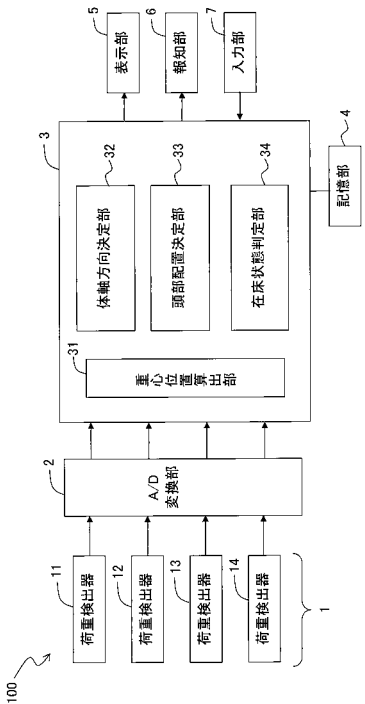 100
1
11
荷重検出器
12
荷重検出器
13
荷重検出器
14
荷重検出器
2
A/D
変換部
3
31
重心位置算出部
32
体軸方向決定部
33
頭部配置決定部
34
在床状態判定部
4
記憶部
5
表示部
6
報知部
7
入力部